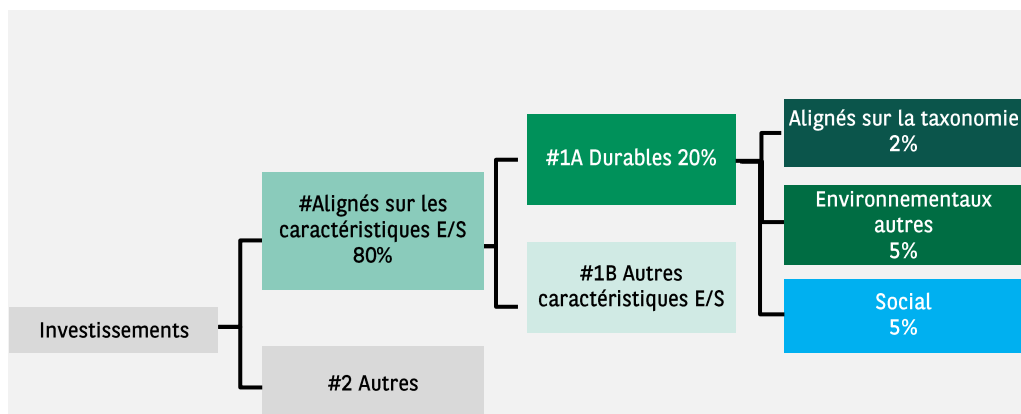 Investissements
#Alignés sur les
caractéristiques E/S
80%
#2 Autres
#1A Durables 20%
#1B Autres
caractéristiques E/S
Alignés sur la taxonomie
2%
Environnementaux
autres
5%
Social
5%